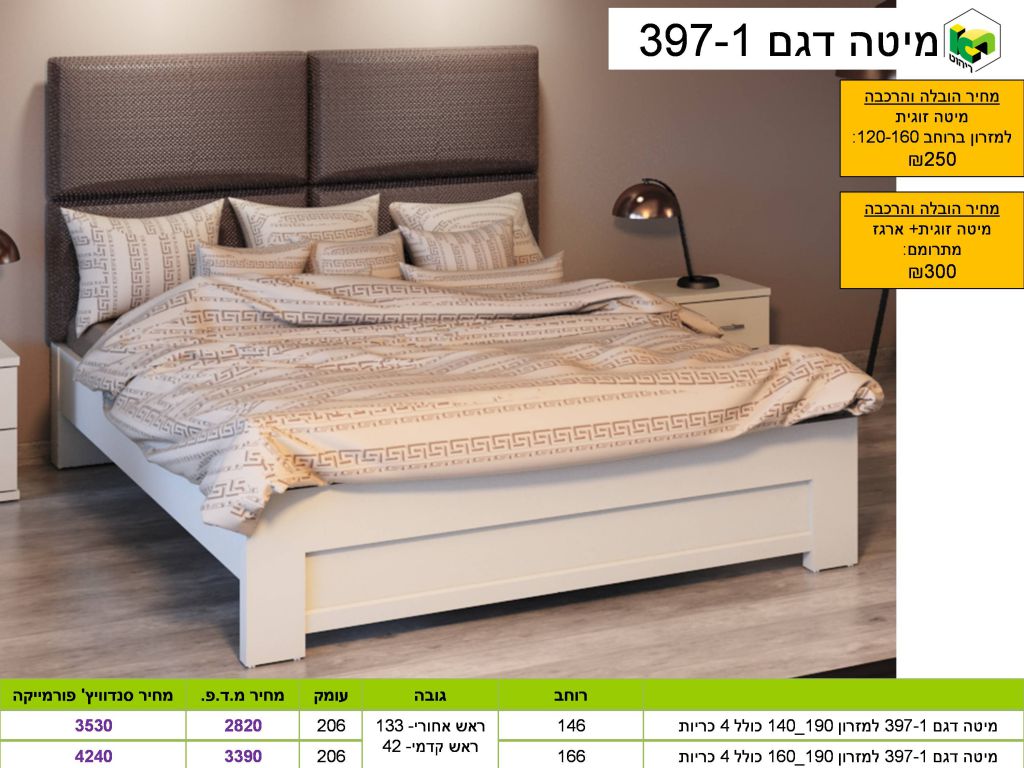 מיטה דגם 397-1
ריהוט
מחיר הובלה והרכבה
מיטה זוגית
למזרון ברוחב 120-160:
₪250
מחיר הובלה והרכבה
מיטה זוגית+ ארגז
מתרומם:
₪300
רוחב גובה עומק מחיר מ.ד.פ. מחיר סנדוויץ' פורמייקה
מיטה דגם 397-1 למזרון 190_140 כולל 4 כריות 146 ראש אחורי- 133 206 2820 3530
ראש קדמי- 42
מיטה דגם 397-1 למזרון 190_160 כולל 4 כריות 166 206 3390 4240